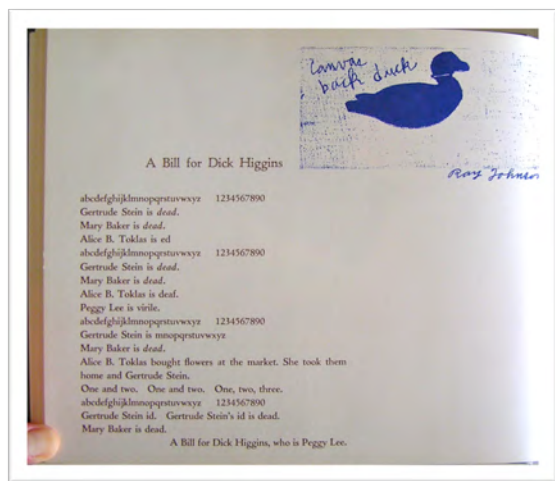 Canvas
back duck
Ray Johnson
A Bill for Dick Higgins
abcdefghijklmnopqrstuvwxyz 1234567890
Gertrude Stein is dead.
Mary Baker is dead.
Alice B. Toklas is ed
abcdefghijklmnopqrstuvwxyz 1234567890
Gertrude Stein is dead.
Mary Baker is dead.
Alice B. Toklas is deaf.
Peggy Lee is virile.
abcdefghijklmnopqrstuvwxyz 1234567890
Gertrude Stein is mnopqrstuvwxyz
Mary Baker is dead.
Alice B. Toklas bought flowers at the market. She took them
home and Gertrude Stein.
One and two. One and two. One, two, three.
abcdefghijklmnopqrstuvwxyz 1234567890
Gertrude Stein id. Gertrude Stein's id is dead.
Mary Baker is dead.
A Bill for Dick Higgins, who is Peggy Lee.